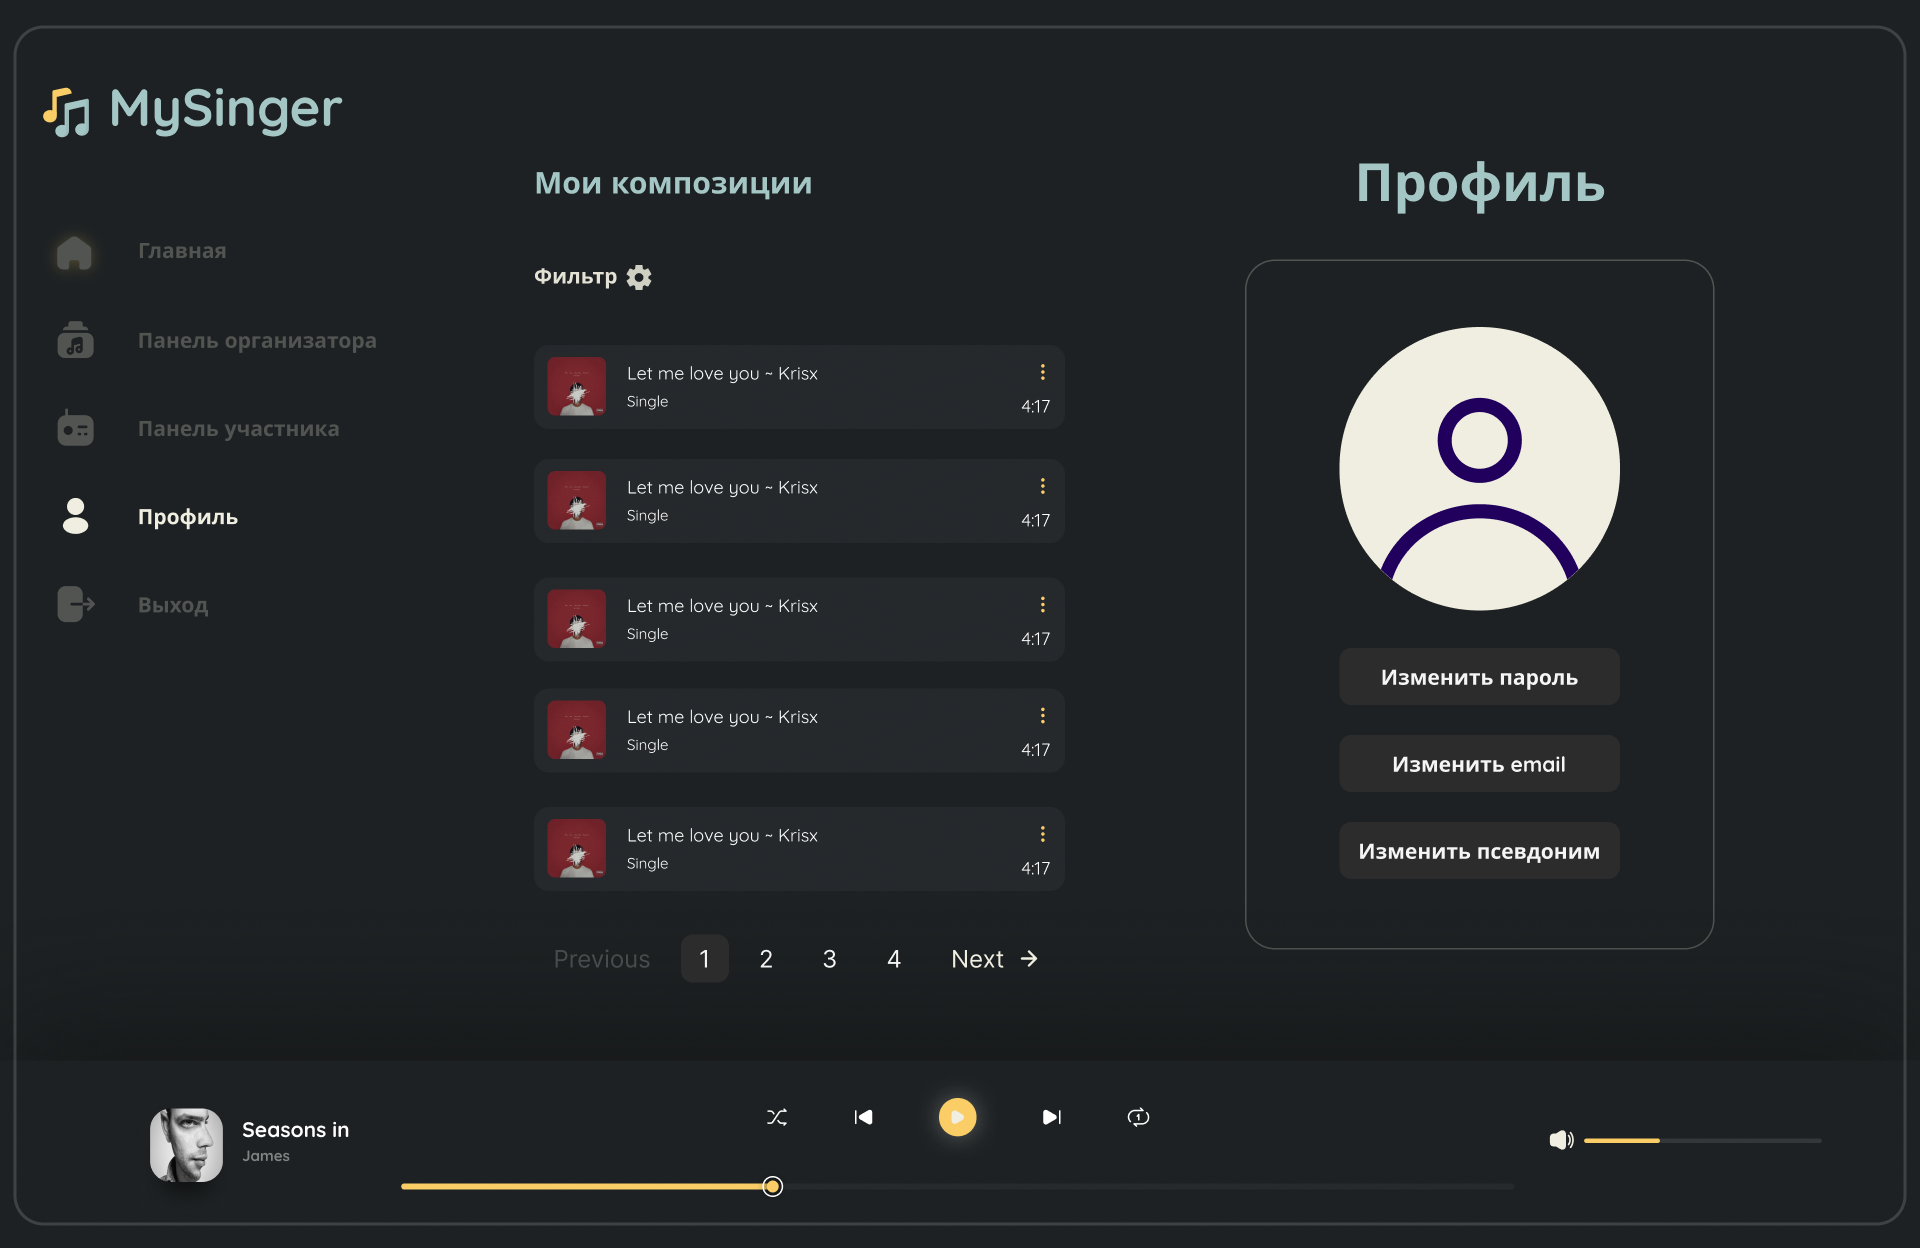 MySinger
Главная
Панель организатора
Панель участника
Профиль
Выход
Мои композиции
Фильтр
Let me love you ~ Krisx
Single
4:17
Let me love you ~ Krisx
Single
4:17
Let me love you ~ Krisx
Single
4:17
Let me love you ~ Krisx
Single
4:17
Let me love you ~ Krisx
Single
4:17
Previous 1 2 3 4 Next →
Профиль
Изменить пароль
Изменить email
Изменить псевдоним
Seasons in
James
1